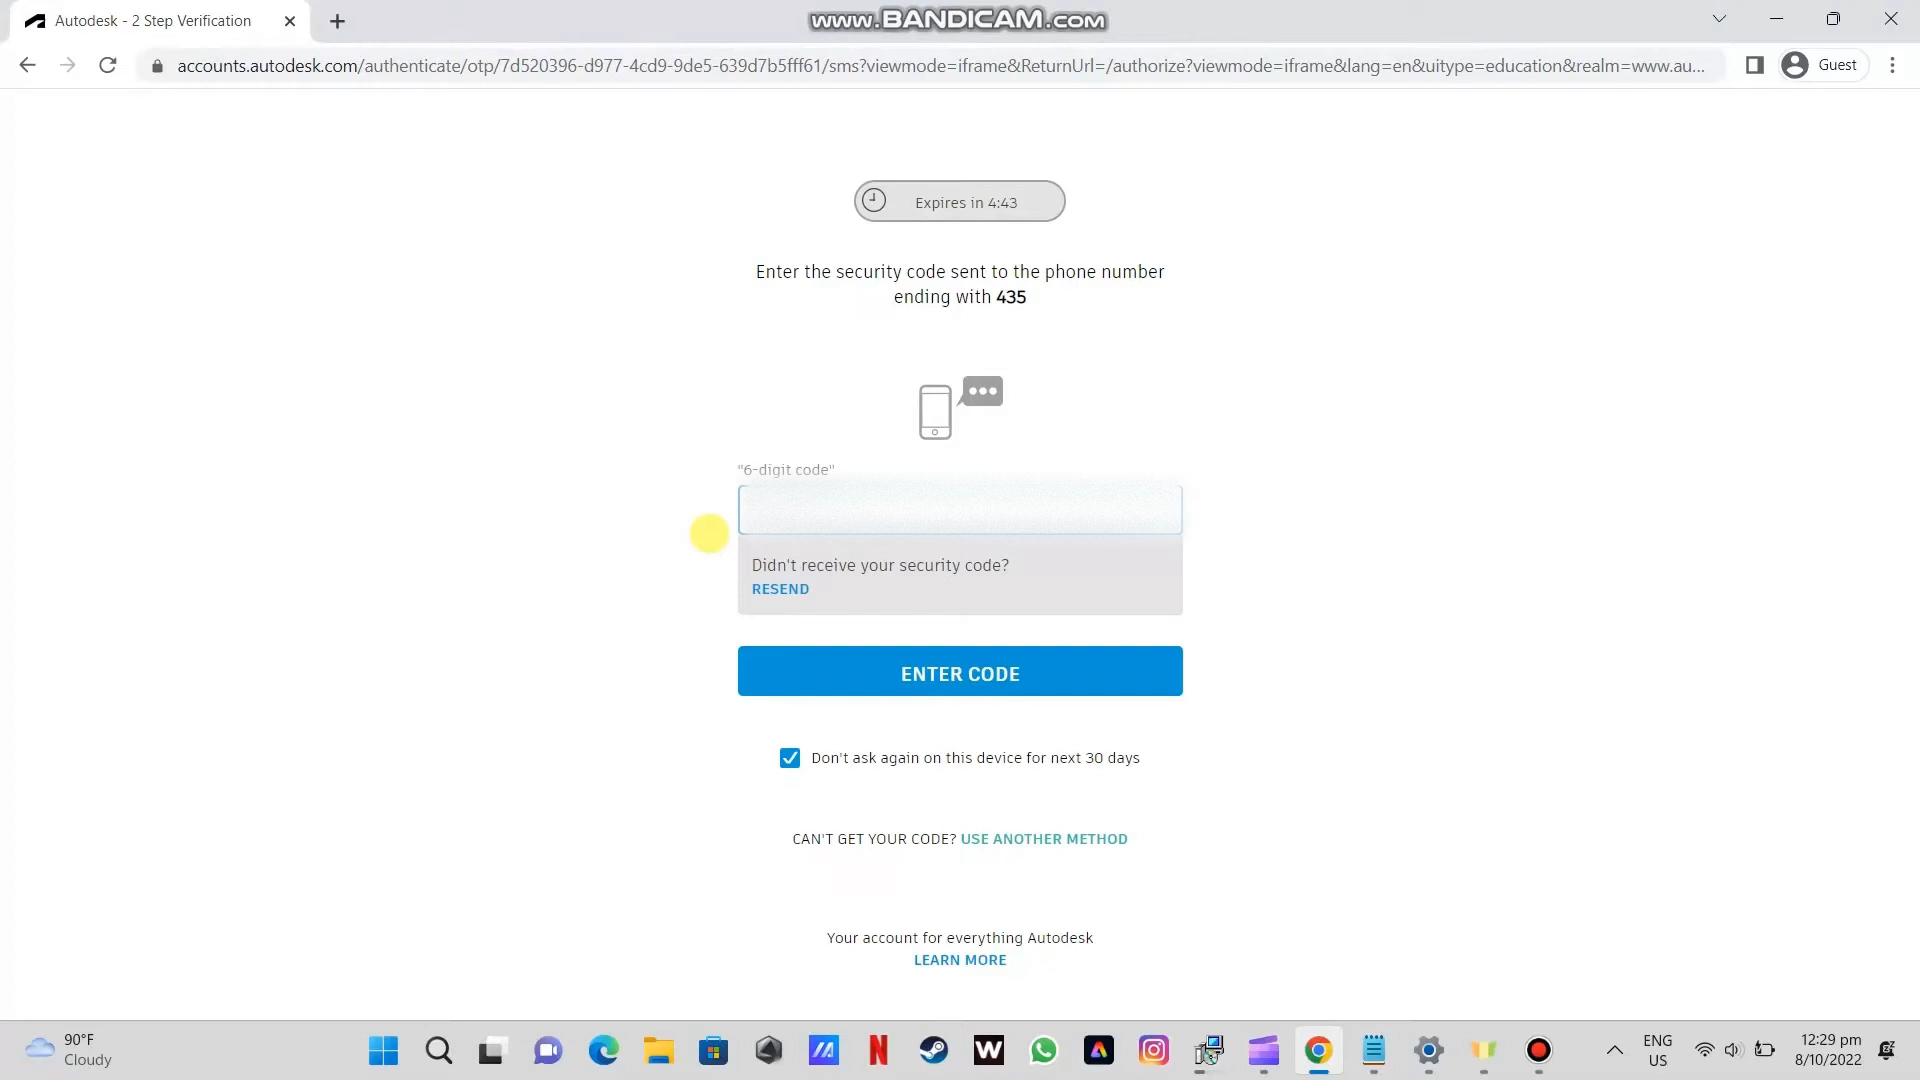 Autodesk - 2 Step Verification
www.BANDICAM.com
accounts.autodesk.com/authenticate/otp/7d520396-d977-4cd9-9de5-639d7b5fff61/sms?viewmode=iframe&ReturnUrl=/authorize?viewmode=iframe&lang=en&uitype=education&realm=www.au...
Guest
Expires in 4:43
Enter the security code sent to the phone number
ending with 435
"6-digit code"
Didn't receive your security code?
RESEND
ENTER CODE
Don't ask again on this device for next 30 days
CAN'T GET YOUR CODE? USE ANOTHER METHOD
Your account for everything Autodesk
LEARN MORE
90°F
Cloudy
ENG
US
12:29 pm
8/10/2022